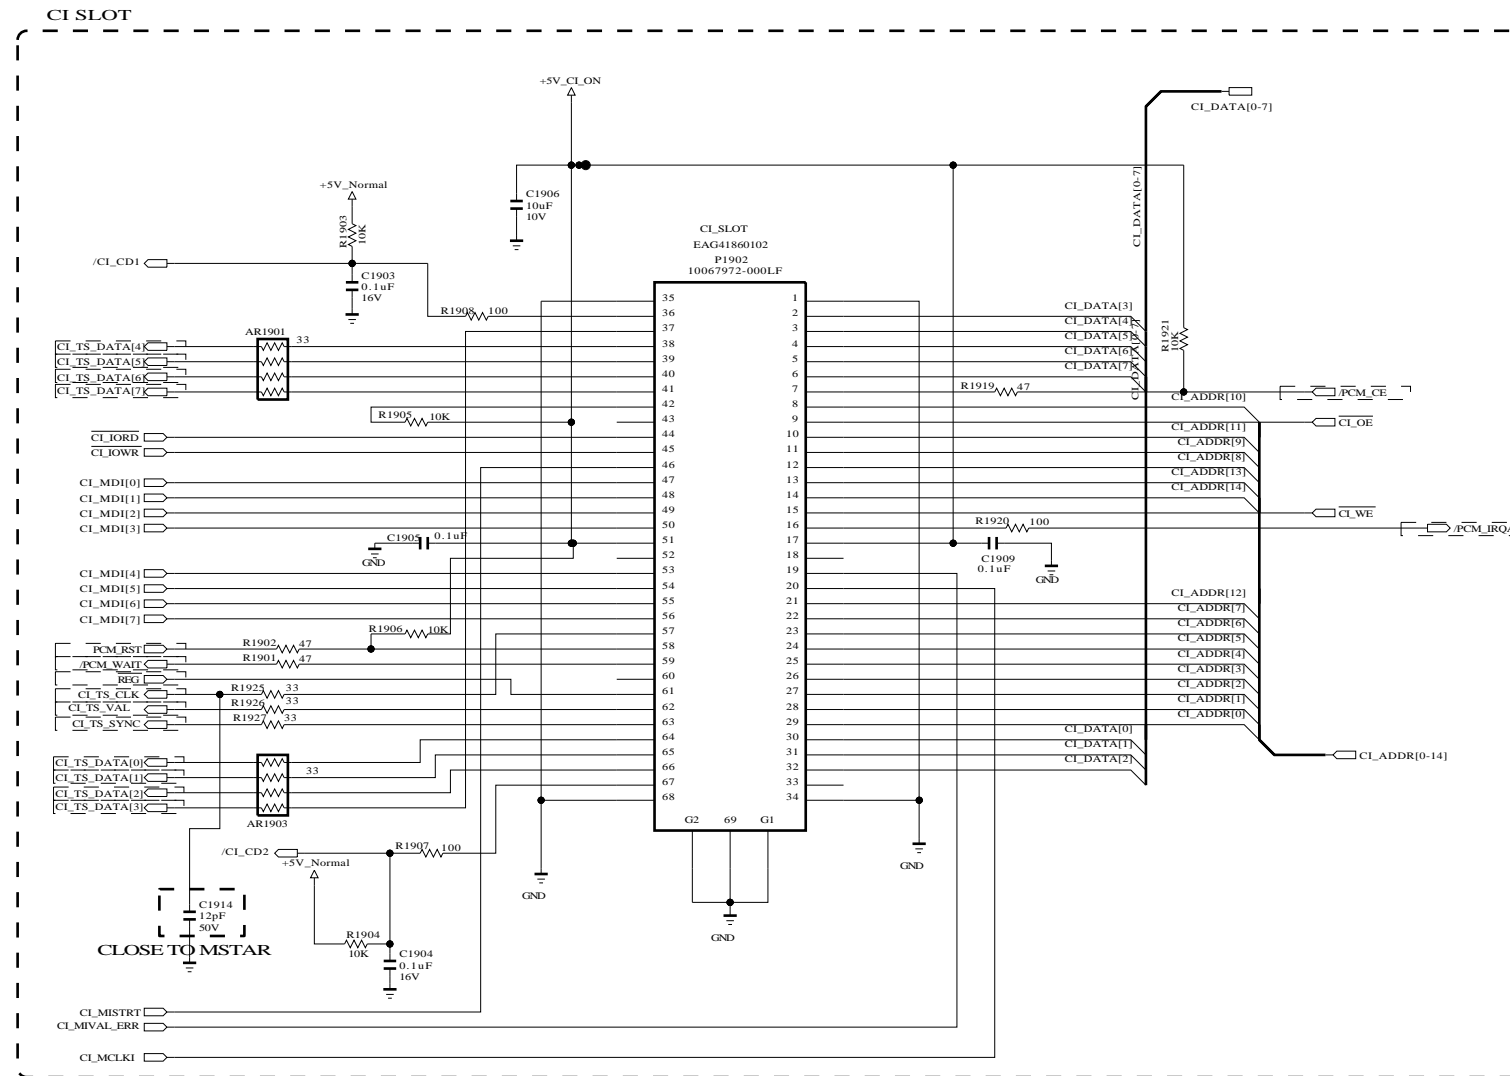 CI SLOT
+5V_CI_ON
CI_DATA[0-7]
CI_DATA[0-7]
+5V_Normal
R1903
10K
C1906
10uF
10V
CI_SLOT
EAG41860102
P1902
10067972-000LF
/CI_CD1
C1903
0.1uF
16V
R1908 100
AR1901
33
CI_TS_DATA[4]
CI_TS_DATA[5]
CI_TS_DATA[6]
CI_TS_DATA[7]
R1905 10K
CI_IORD
CI_IOWR
CI_MDI[0]
CI_MDI[1]
CI_MDI[2]
CI_MDI[3]
C1905 0.1uF
GND
CI_MDI[4]
CI_MDI[5]
CI_MDI[6]
CI_MDI[7]
R1906 10K
PCM_RST R1902 47
/PCM_WAIT R1901 47
REG
CI_TS_CLK R1925 33
CI_TS_VAL R1926 33
CI_TS_SYNC R1927 33
CI_TS_DATA[0]
CI_TS_DATA[1] 33
CI_TS_DATA[2]
CI_TS_DATA[3]
AR1903
/CI_CD2
R1907 100
+5V_Normal
C1914
12pF
50V
CLOSE TO MSTAR
R1904
10K
C1904
0.1uF
16V
CI_MISTRT
CI_MIVAL_ERR
CI_MCLKI
35 1
36 2
37 3
38 4
39 5
40 6
41 7
42 8
43 9
44 10
45 11
46 12
47 13
48 14
49 15
50 16
51 17
52 18
53 19
54 20
55 21
56 22
57 23
58 24
59 25
60 26
61 27
62 28
63 29
64 30
65 31
66 32
67 33
68 34
G2 69 G1
GND
GND
GND
CI_DATA[3]
CI_DATA[4]
CI_DATA[5]
CI_DATA[6]
CI_DATA[7]
R1921
10K
R1919 47
/PCM_CE
CI_ADDR[10]
CI_OE
CI_ADDR[11]
CI_ADDR[9]
CI_ADDR[8]
CI_ADDR[13]
CI_ADDR[14]
CI_WE
R1920 100
/PCM_IRQA
C1909
0.1uF
GND
CI_ADDR[12]
CI_ADDR[7]
CI_ADDR[6]
CI_ADDR[5]
CI_ADDR[4]
CI_ADDR[3]
CI_ADDR[2]
CI_ADDR[1]
CI_ADDR[0]
CI_DATA[0]
CI_DATA[1]
CI_DATA[2]
CI_ADDR[0-14]